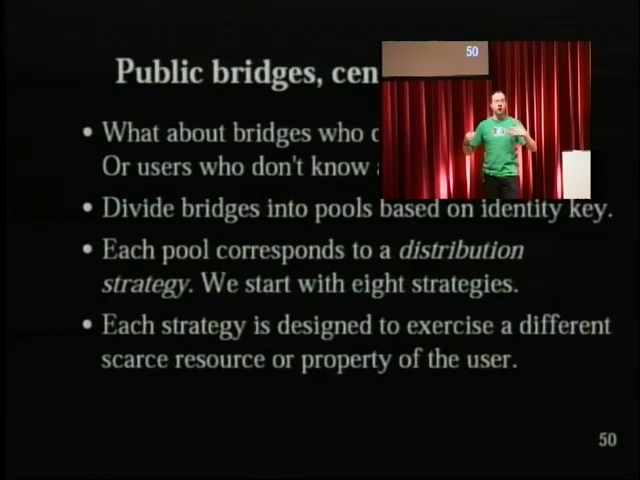 50
Public bridges, cen
• What about bridges who
Or users who don't know
• Divide bridges into pools based on identity key.
• Each pool corresponds to a distribution
strategy. We start with eight strategies.
• Each strategy is designed to exercise a different
scarce resource or property of the user.
50